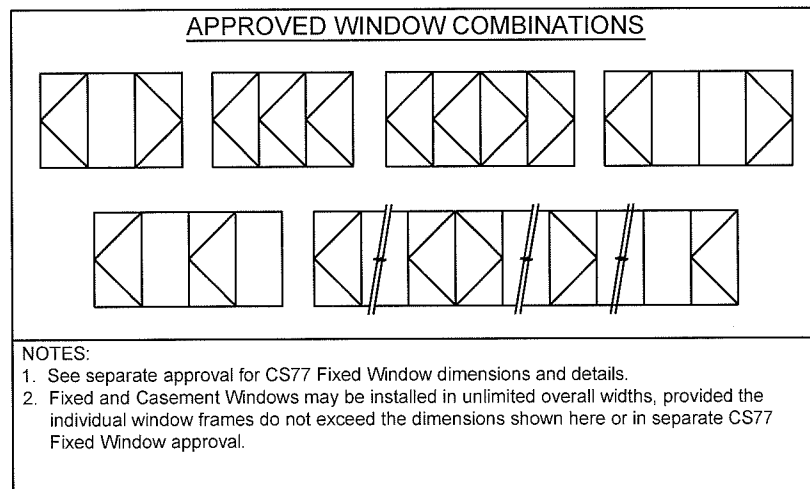 APPROVED WINDOW COMBINATIONS
NOTES:
1. See separate approval for CS77 Fixed Window dimensions and details.
2. Fixed and Casement Windows may be installed in unlimited overall widths, provided the
individual window frames do not exceed the dimensions shown here or in separate CS77
Fixed Window approval.